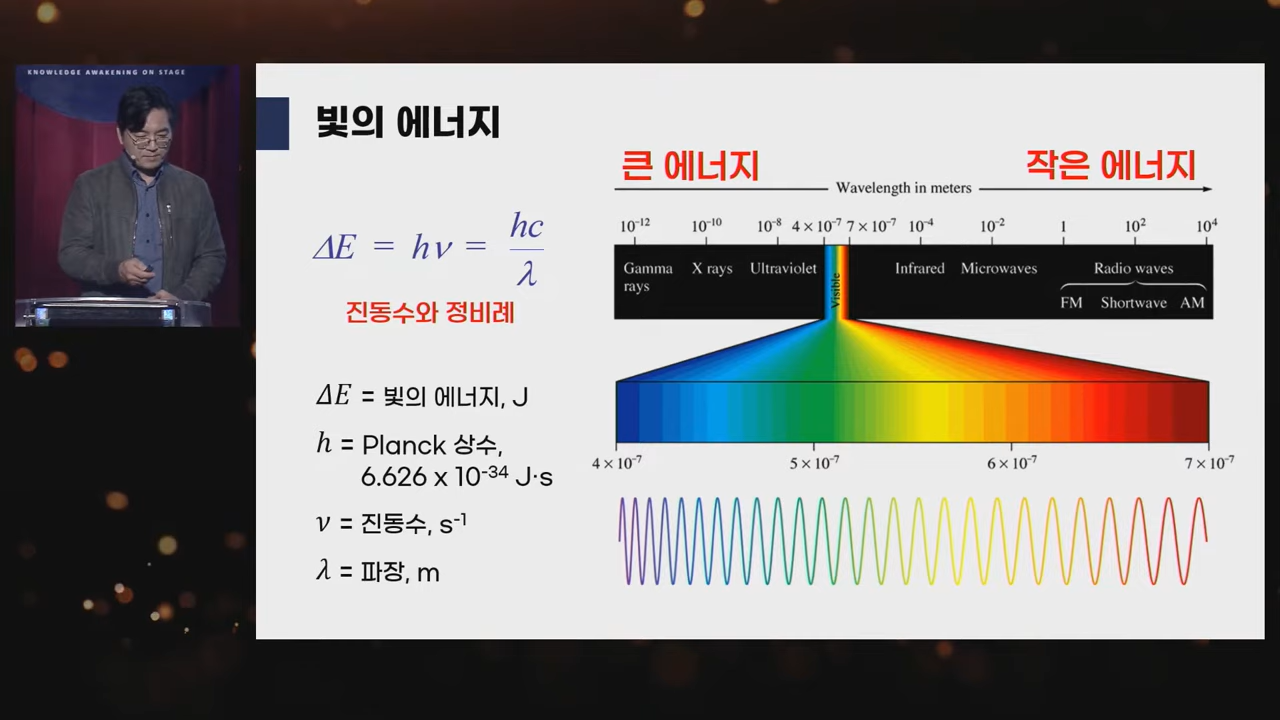 KNOWLEDGE AWAKENING ON STAGE
빛의 에너지
ΔE = hν = hc/λ
진동수와 정비례
ΔE = 빛의 에너지, J
h = Planck 상수,
6.626 x 10⁻³⁴ J·s
ν = 진동수, s⁻¹
λ = 파장, m
큰 에너지 작은 에너지
Wavelength in meters
10⁻¹² 10⁻¹⁰ 10⁻⁸ 4 × 10⁻⁷ 7 × 10⁻⁷ 10⁻⁴ 10⁻² 1 10² 10⁴
Gamma rays X rays Ultraviolet Visible Infrared Microwaves Radio waves
FM Shortwave AM
4 × 10⁻⁷ 5 × 10⁻⁷ 6 × 10⁻⁷ 7 × 10⁻⁷